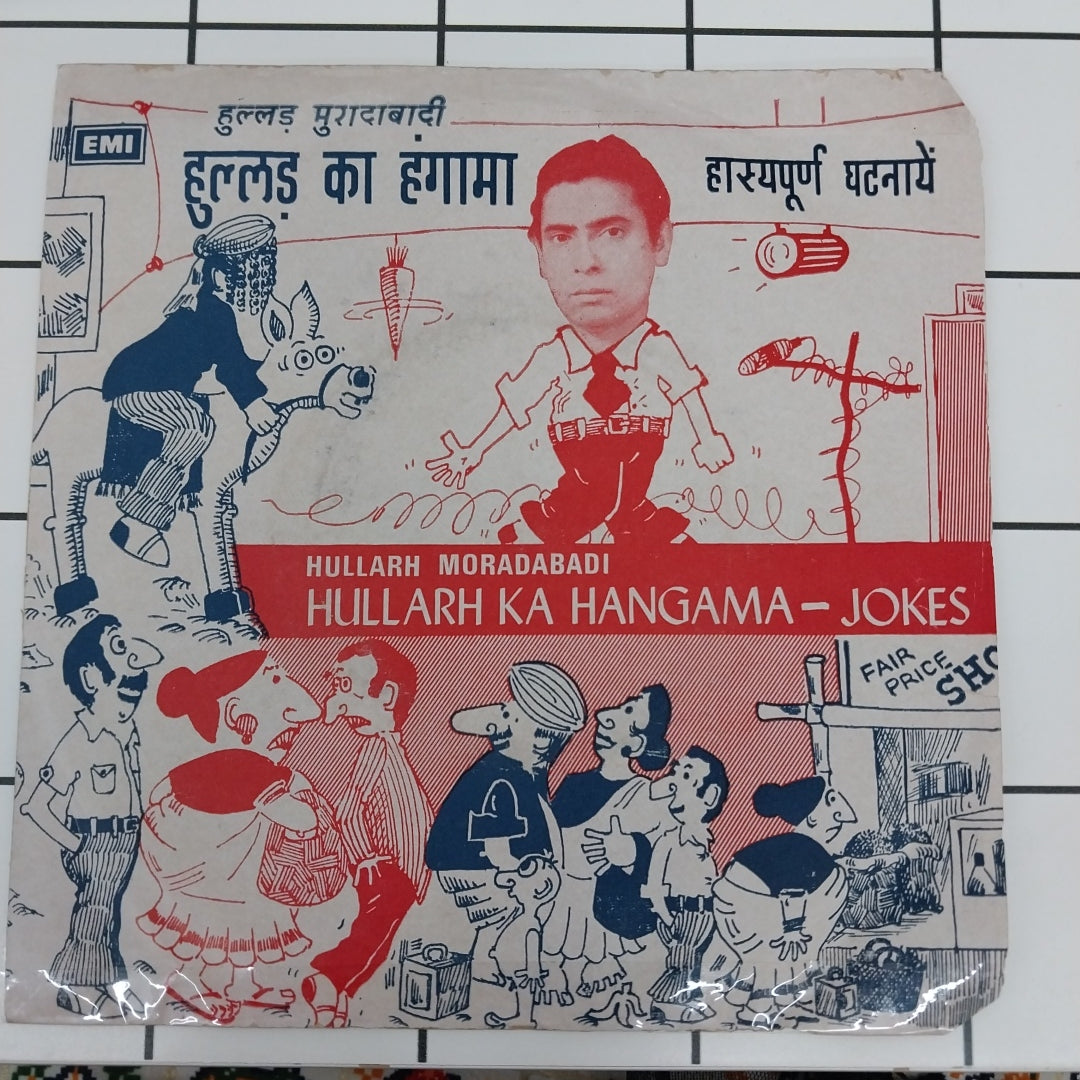 हुल्लड़ मुरादाबादी
EMI
हुल्लड़ का हंगामा
हास्यपूर्ण घटनायें
HULLARH MORADABADI
HULLARH KA HANGAMA – JOKES
FAIR
PRICE
SHO